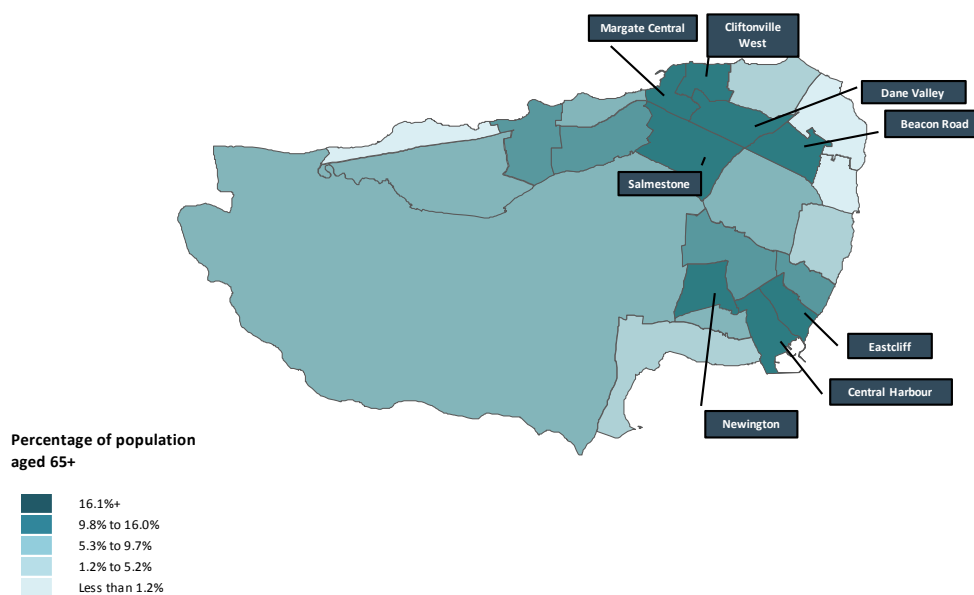 Margate Central
Cliftonville
West
Dane Valley
Beacon Road
Salmestone
Eastcliff
Central Harbour
Newington
Percentage of population
aged 65+
16.1%+
9.8% to 16.0%
5.3% to 9.7%
1.2% to 5.2%
Less than 1.2%